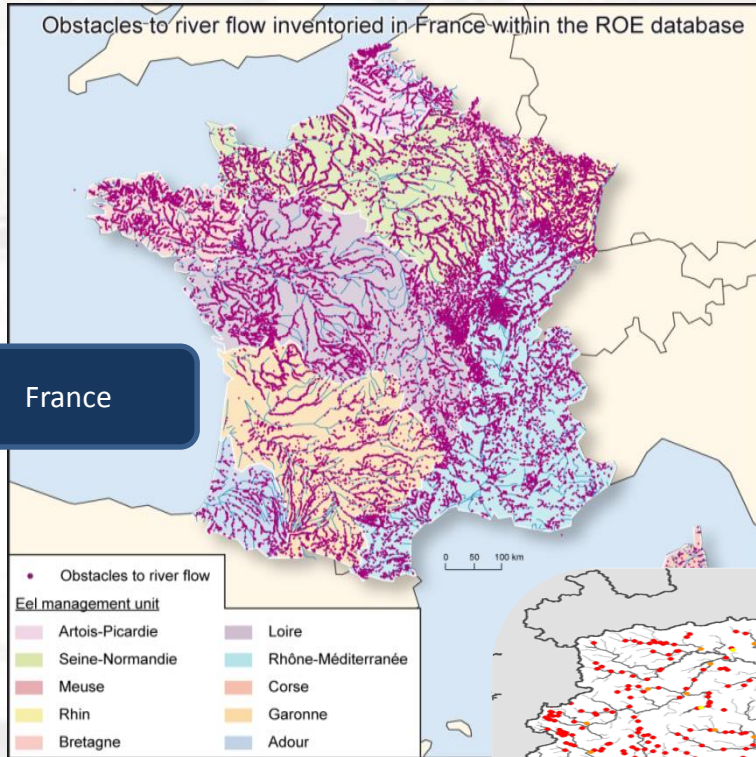 Obstacles to river flow inventoried in France within the ROE database
France
0 50 100 km
Obstacles to river flow
Eel management unit
Artois-Picardie
Seine-Normandie
Meuse
Rhin
Bretagne
Loire
Rhône-Méditerranée
Corse
Garonne
Adour